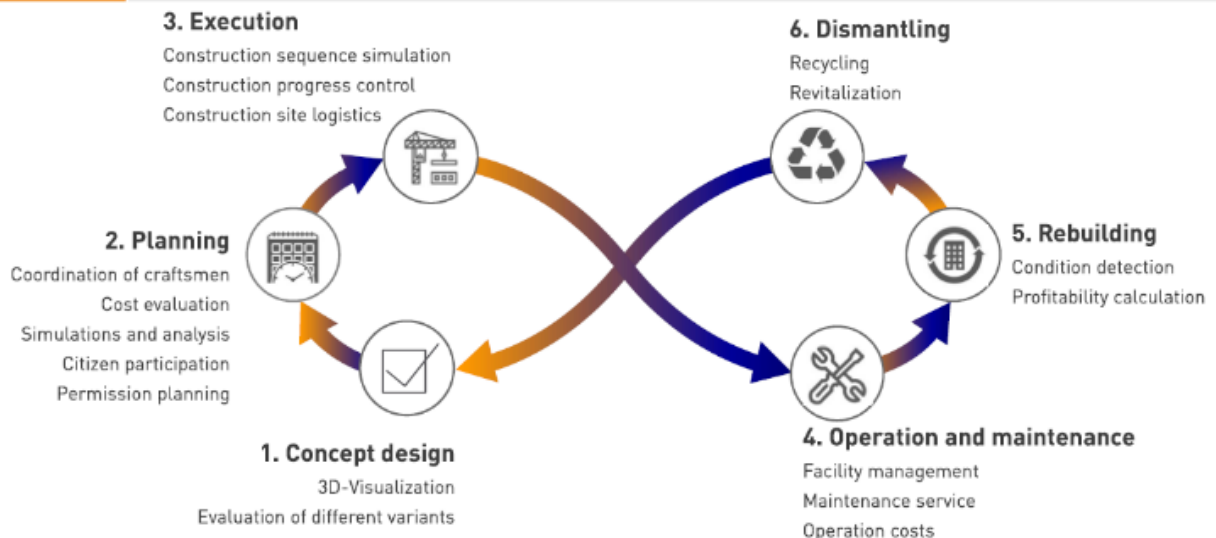 3. Execution
Construction sequence simulation
Construction progress control
Construction site logistics
6. Dismantling
Recycling
Revitalization
2. Planning
Coordination of craftsmen
Cost evaluation
Simulations and analysis
Citizen participation
Permission planning
5. Rebuilding
Condition detection
Profitability calculation
1. Concept design
3D-Visualization
Evaluation of different variants
4. Operation and maintenance
Facility management
Maintenance service
Operation costs